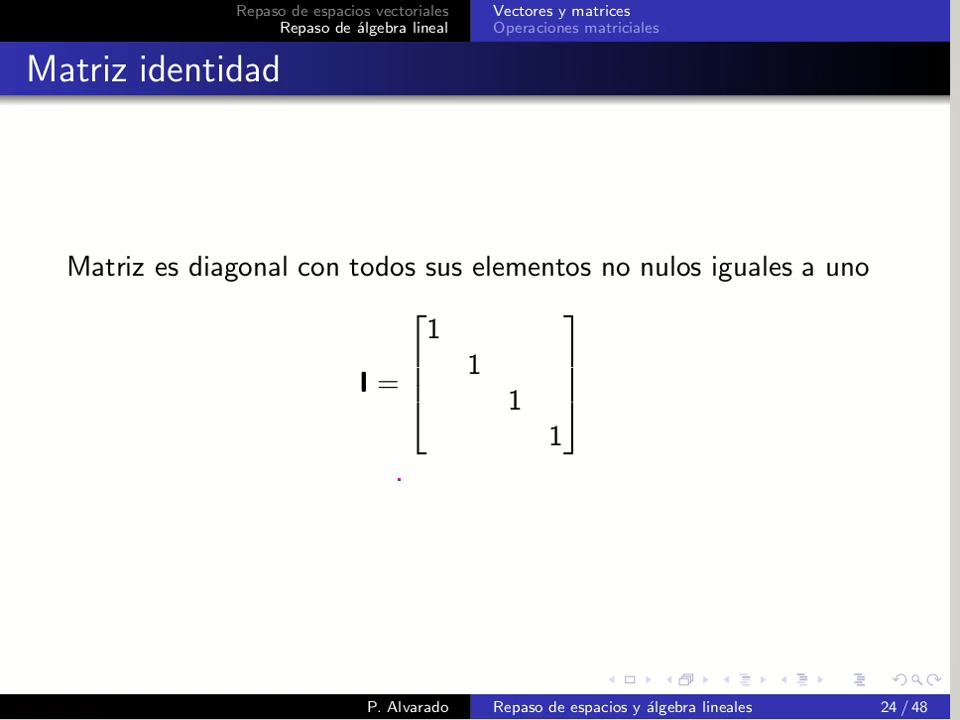 Repaso de espacios vectoriales
Repaso de álgebra lineal
Vectores y matrices
Operaciones matriciales
Matriz identidad
Matriz es diagonal con todos sus elementos no nulos iguales a uno
1
1
I =
1
1
P. Alvarado
Repaso de espacios y álgebra lineales
24 / 48